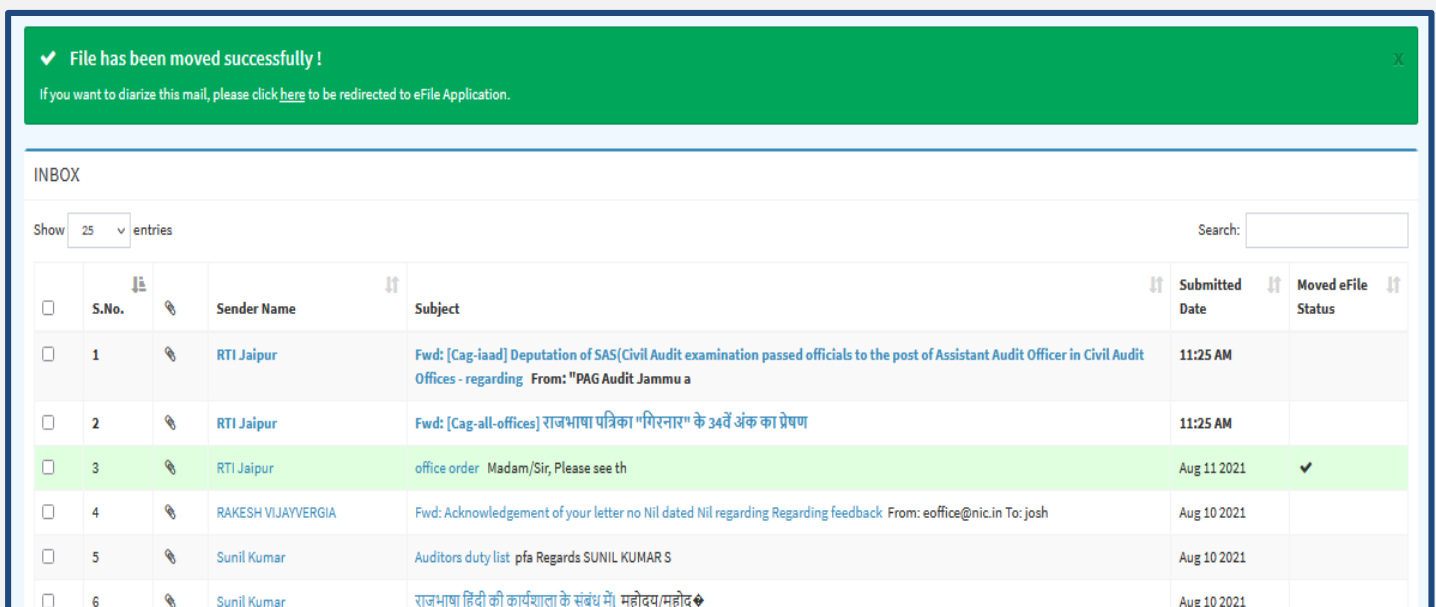 File has been moved successfully !
X
If you want to diarize this mail, please click here to be redirected to eFile Application.
INBOX
Show 25 entries
Search:
S.No. Sender Name Subject Submitted Date Moved eFile Status
1 RTI Jaipur Fwd: [Cag-iaad] Deputation of SAS(Civil Audit examination passed officials to the post of Assistant Audit Officer in Civil Audit 11:25 AM
Offices - regarding From: "PAG Audit Jammu a
2 RTI Jaipur Fwd: [Cag-all-offices] राजभाषा पत्रिका "गिरनार" के 34वें अंक का प्रेषण 11:25 AM
3 RTI Jaipur office order Madam/Sir, Please see th Aug 11 2021
4 RAKESH VIJAYVERGIA Fwd: Acknowledgement of your letter no Nil dated Nil regarding Regarding feedback From: eoffice@nic.in To: josh Aug 10 2021
5 Sunil Kumar Auditors duty list pfa Regards SUNIL KUMAR S Aug 10 2021
6 Sunil Kumar राजभाषा हिंदी की कार्यशाला के संबंध में। महोदय/महोद� Aug 10 2021